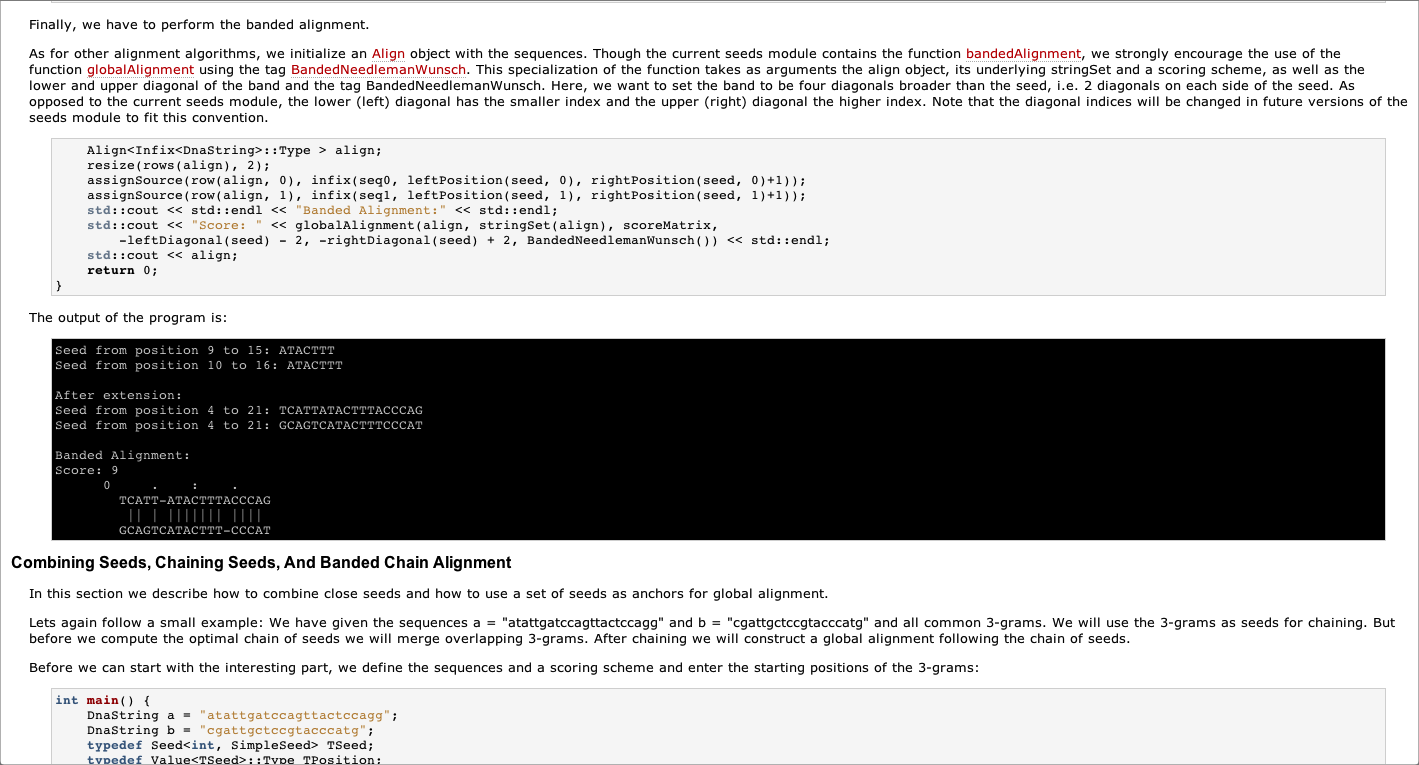 Finally, we have to perform the banded alignment.
As for other alignment algorithms, we initialize an Align object with the sequences. Though the current seeds module contains the function bandedAlignment, we strongly encourage the use of the
function globalAlignment using the tag BandedNeedlemanWunsch. This specialization of the function takes as arguments the align object, its underlying stringSet and a scoring scheme, as well as the
lower and upper diagonal of the band and the tag BandedNeedlemanWunsch. Here, we want to set the band to be four diagonals broader than the seed, i.e. 2 diagonals on each side of the seed. As
opposed to the current seeds module, the lower (left) diagonal has the smaller index and the upper (right) diagonal the higher index. Note that the diagonal indices will be changed in future versions of the
seeds module to fit this convention.
    Align<Infix<DnaString>::Type > align;
    resize(rows(align), 2);
    assignSource(row(align, 0), infix(seq0, leftPosition(seed, 0), rightPosition(seed, 0)+1));
    assignSource(row(align, 1), infix(seq1, leftPosition(seed, 1), rightPosition(seed, 1)+1));
    std::cout << std::endl << "Banded Alignment:" << std::endl;
    std::cout << "Score: " << globalAlignment(align, stringSet(align), scoreMatrix,
        -leftDiagonal(seed) - 2, -rightDiagonal(seed) + 2, BandedNeedlemanWunsch()) << std::endl;
    std::cout << align;
    return 0;
}
The output of the program is:
Seed from position 9 to 15: ATACTTT
Seed from position 10 to 16: ATACTTT
After extension:
Seed from position 4 to 21: TCATTATACTTTACCCAG
Seed from position 4 to 21: GCAGTCATACTTTCCCAT
Banded Alignment:
Score: 9
      0     .    :    .
        TCATT-ATACTTTACCCAG
         || | ||||||| ||||
        GCAGTCATACTTT-CCCAT
Combining Seeds, Chaining Seeds, And Banded Chain Alignment
In this section we describe how to combine close seeds and how to use a set of seeds as anchors for global alignment.
Lets again follow a small example: We have given the sequences a = "atattgatccagttactccagg" and b = "cgattgctccgtacccatg" and all common 3-grams. We will use the 3-grams as seeds for chaining. But
before we compute the optimal chain of seeds we will merge overlapping 3-grams. After chaining we will construct a global alignment following the chain of seeds.
Before we can start with the interesting part, we define the sequences and a scoring scheme and enter the starting positions of the 3-grams:
int main() {
    DnaString a = "atattgatccagttactccagg";
    DnaString b = "cgattgctccgtacccatg";
    typedef Seed<int, SimpleSeed> TSeed;
    typedef Value<TSeed>::Type TPosition;